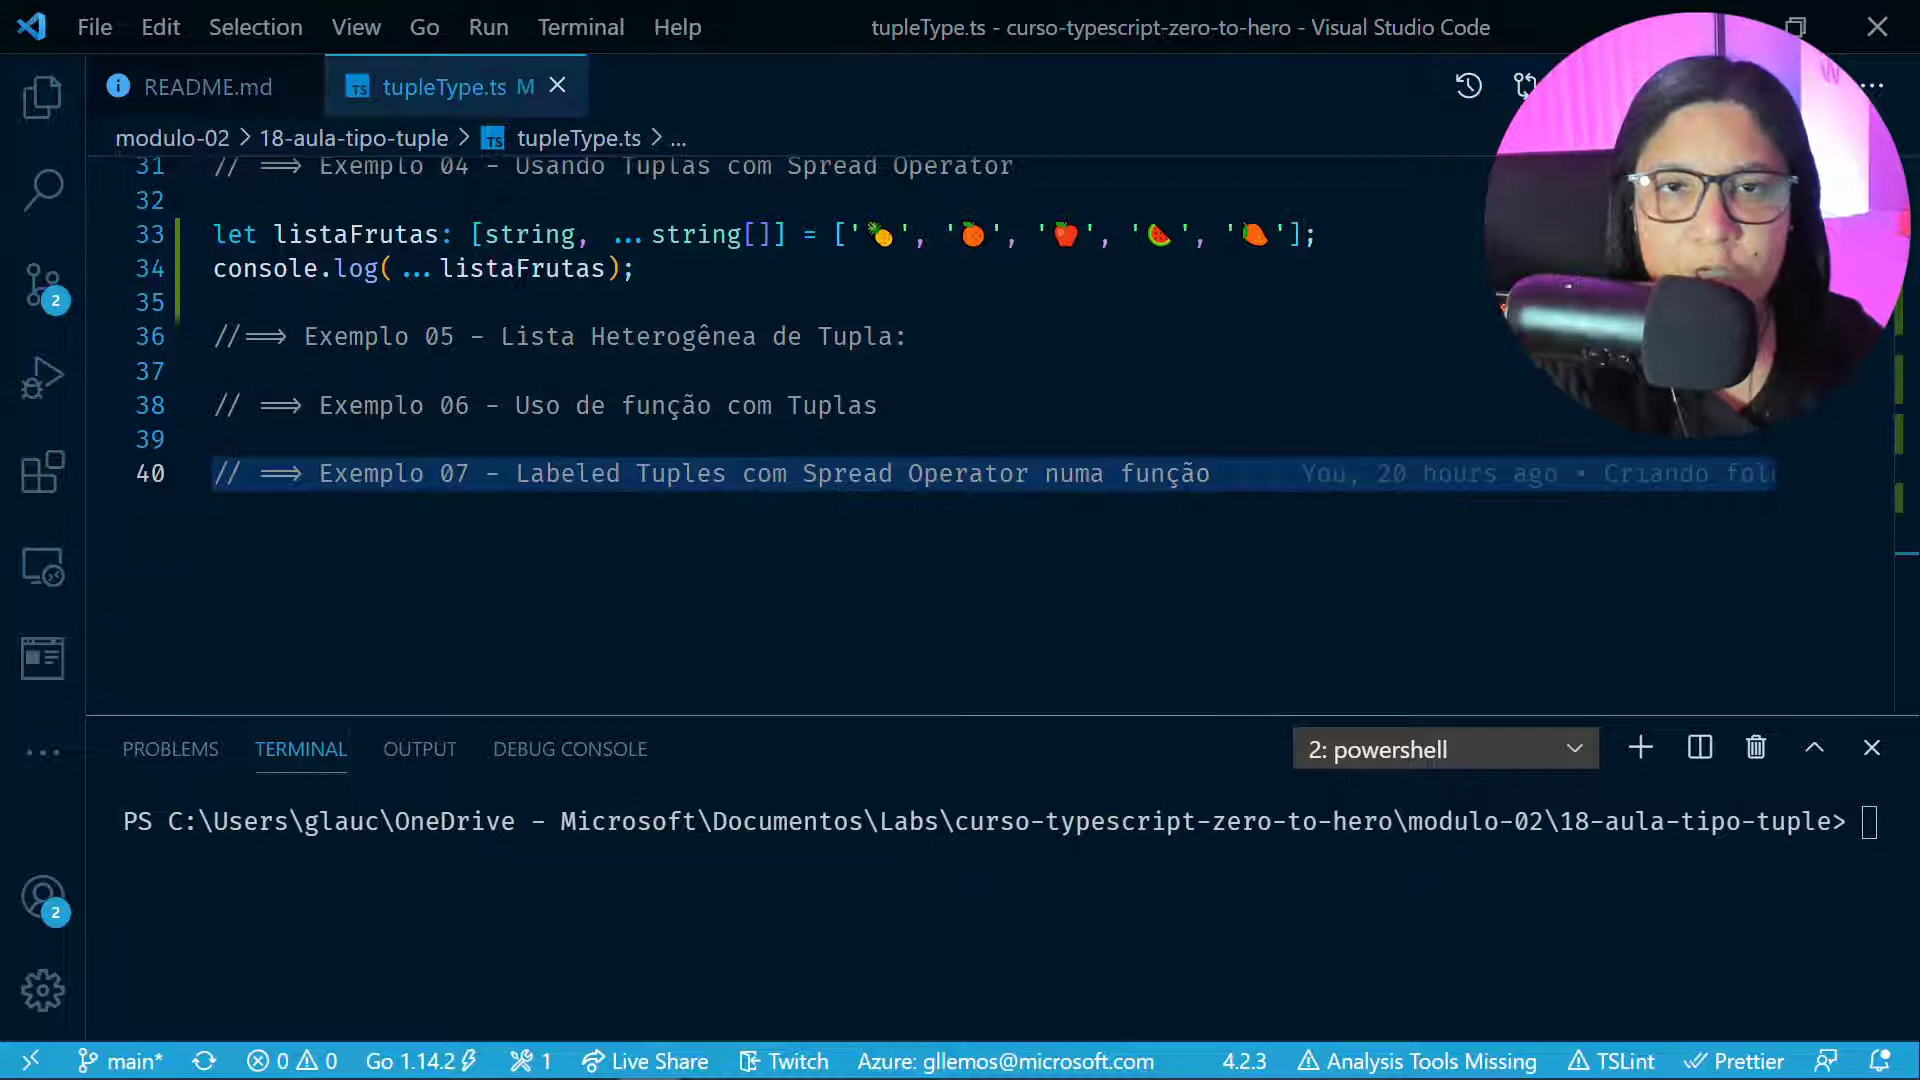 File Edit Selection View Go Run Terminal Help
tupleType.ts - curso-typescript-zero-to-hero - Visual Studio Code
README.md
TS tupleType.ts M
modulo-02 > 18-aula-tipo-tuple > TS tupleType.ts > ...
31 // ==> Exemplo 04 - Usando Tuplas com Spread Operator
32
33 let listaFrutas: [string, ...string[]] = ['🍍', '🍊', '🍎', '🍉', '🥭'];
34 console.log(...listaFrutas);
35
36 //==> Exemplo 05 - Lista Heterogênea de Tupla:
37
38 // ==> Exemplo 06 - Uso de função com Tuplas
39
40 // ==> Exemplo 07 - Labeled Tuples com Spread Operator numa função You, 20 hours ago • Criando fol
2
PROBLEMS TERMINAL OUTPUT DEBUG CONSOLE
2: powershell
PS C:\Users\glauc\OneDrive - Microsoft\Documentos\Labs\curso-typescript-zero-to-hero\modulo-02\18-aula-tipo-tuple>
2
main* 0 0 Go 1.14.2 1 Live Share Twitch Azure: gllemos@microsoft.com 4.2.3 Analysis Tools Missing TSLint Prettier